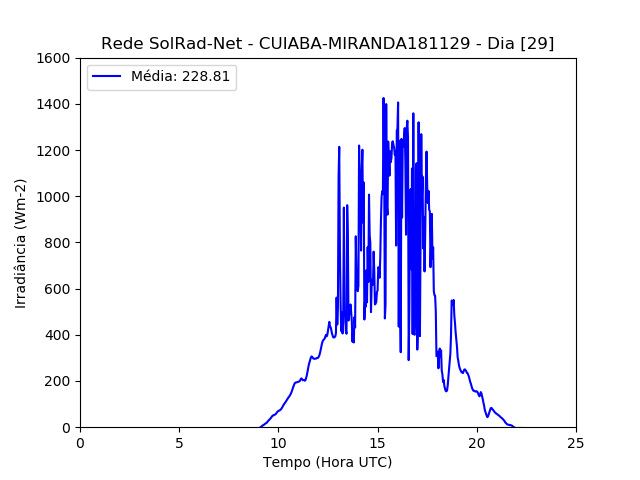 Rede SolRad-Net - CUIABA-MIRANDA181129 - Dia [29]
Média: 228.81
1600
1400
1200
1000
800
600
400
200
0
Irradiância (Wm-2)
0 5 10 15 20 25
Tempo (Hora UTC)